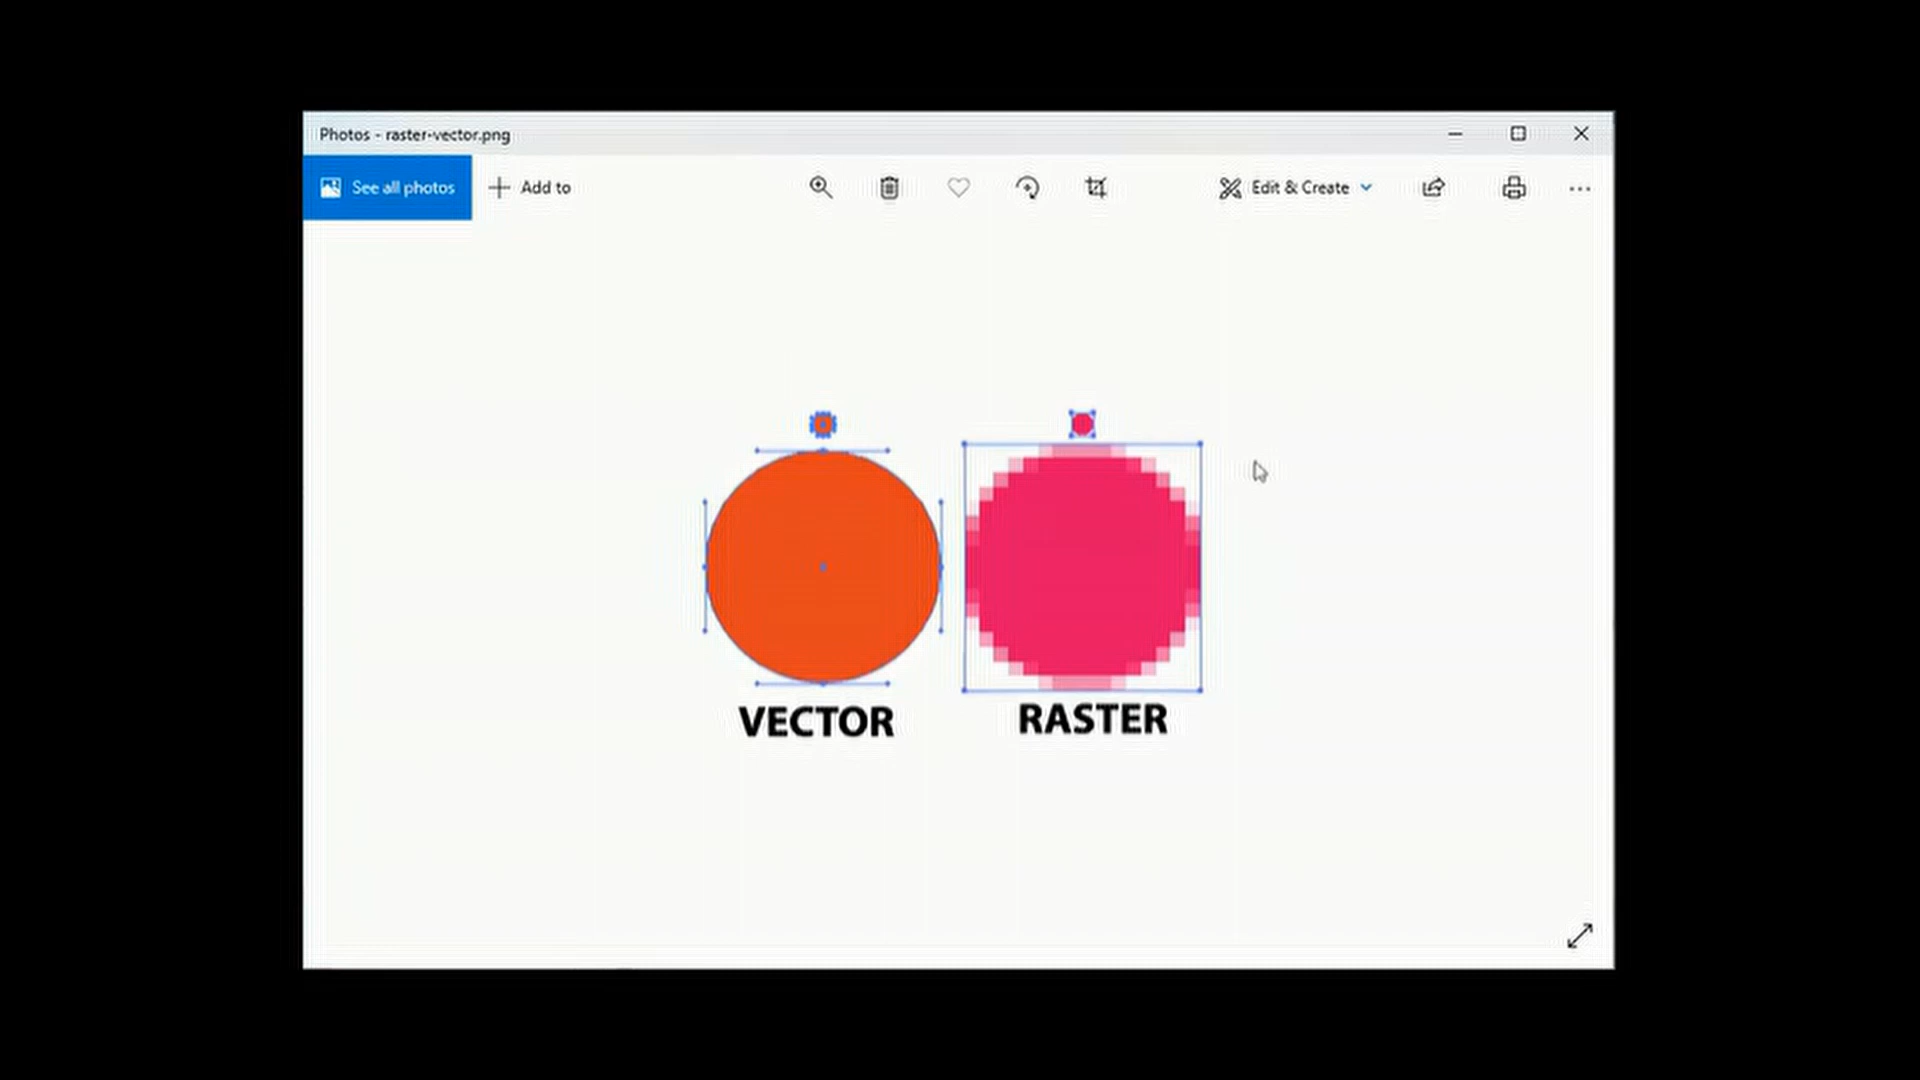 Photos - raster-vector.png
See all photos
Add to
Edit & Create
VECTOR
RASTER